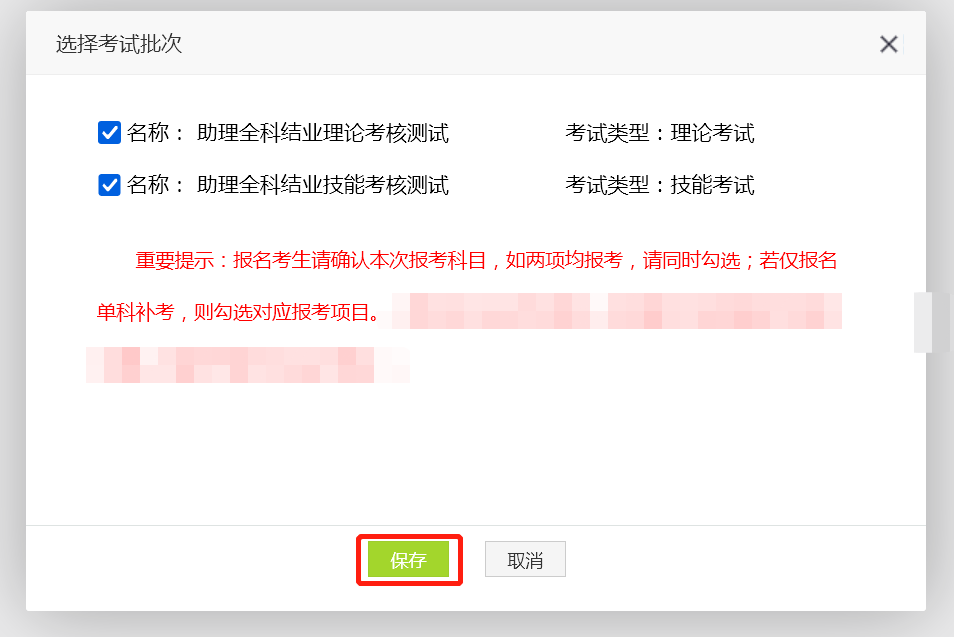 选择考试批次
名称： 助理全科结业理论考核测试 考试类型：理论考试
名称： 助理全科结业技能考核测试 考试类型：技能考试
重要提示：报名考生请确认本次报考科目，如两项均报考，请同时勾选；若仅报名
单科补考，则勾选对应报考项目。
保存 取消